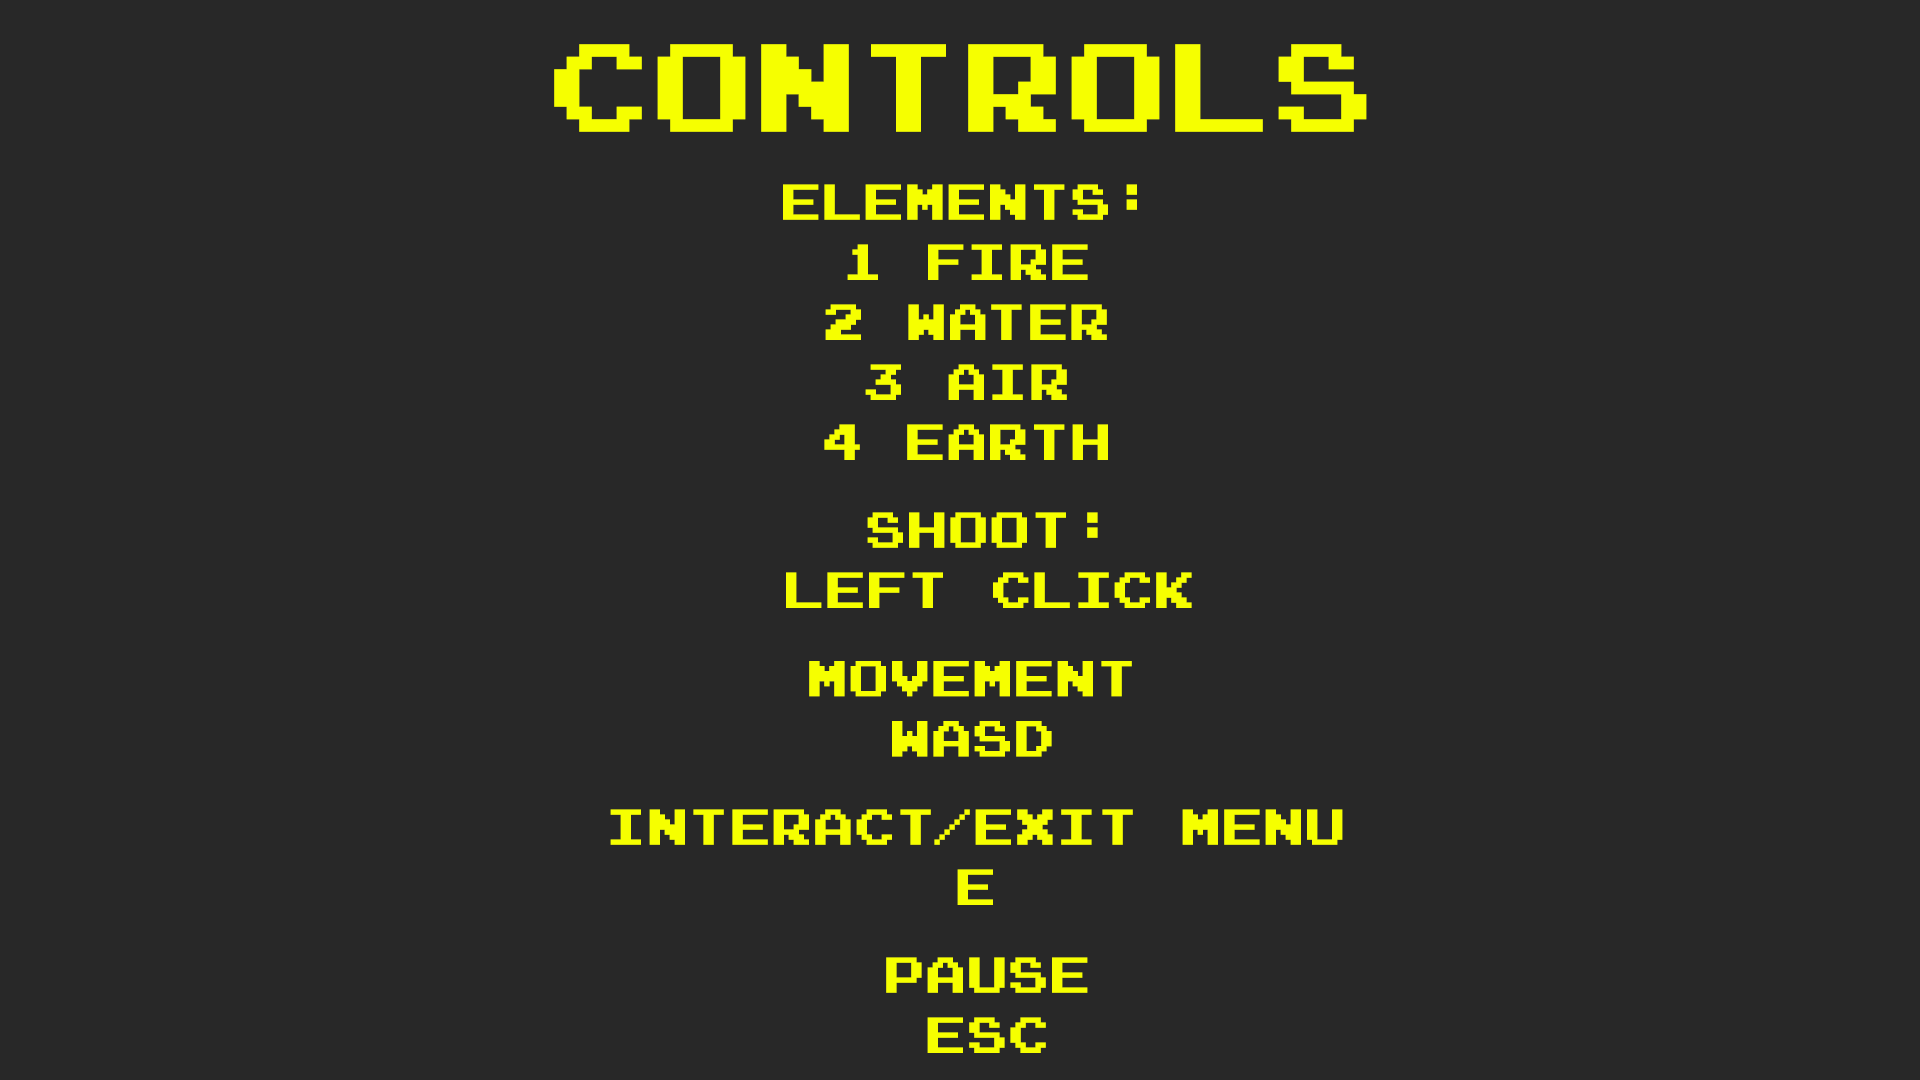 CONTROLS
ELEMENTS:
1 FIRE
2 WATER
3 AIR
4 EARTH
SHOOT:
LEFT CLICK
MOVEMENT
WASD
INTERACT/EXIT MENU
E
PAUSE
ESC